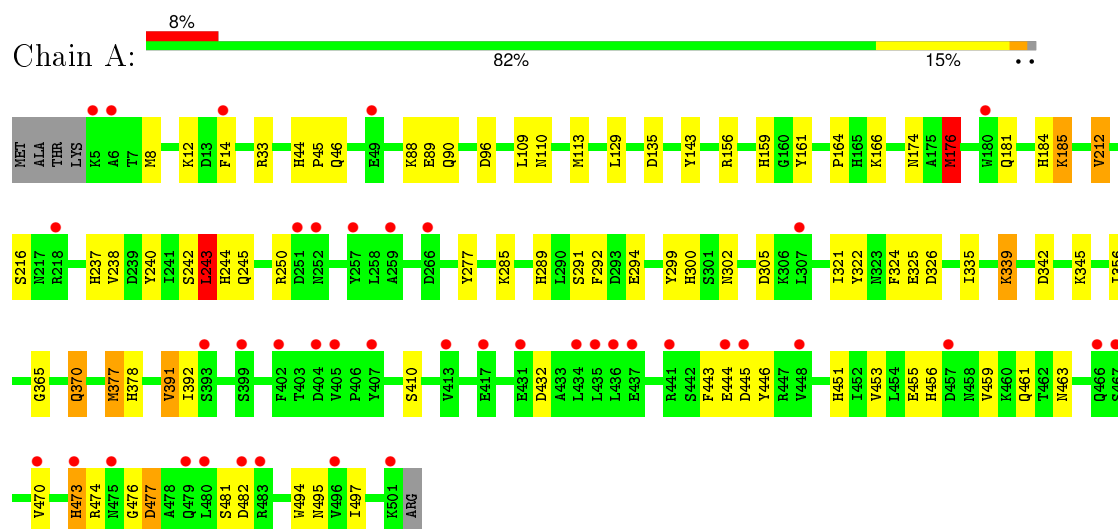 8%
Chain A:
82% 15% • •
MET ALA THR LYS K5 A6 T7 M8 K12 D13 F14 R33 H44 P45 Q46 E49 K88 E89 Q90 D96 L109 N110 M113 L129 D135 Y143 R156 H159 G160 Y161 P164 H165 K166 N174 A175 M176 W180 Q181 H184 K185 V212
S216 N217 R218 H237 V238 D239 Y240 I241 S242 L243 H244 Q245 R250 D251 N252 Y257 L258 A259 D266 Y277 K285 H289 L290 S291 F292 D293 E294 Y299 H300 S301 N302 D305 K306 L307 I321 Y322 N323 F324 E325 D326 I335 K339 D342 K345 I356
G365 Q370 M377 H378 V391 I392 S393 S399 F402 T403 D404 V405 P406 Y407 S410 V413 E417 E431 D432 A433 L434 L435 L436 E437 R441 S442 F443 E444 D445 Y446 R447 V448 H451 I452 V453 L454 E455 H456 D457 N458 V459 K460 Q461 T462 N463 Q466 S467
V470 H473 R474 N475 G476 D477 A478 Q479 L480 S481 D482 R483 W494 N495 V496 I497 K501 ARG